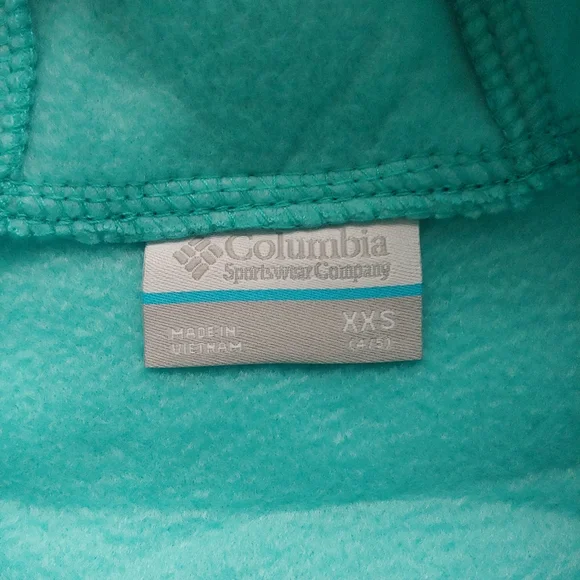 Columbia
Sportswear Company
XXS
(4/5)
MADE IN
VIETNAM